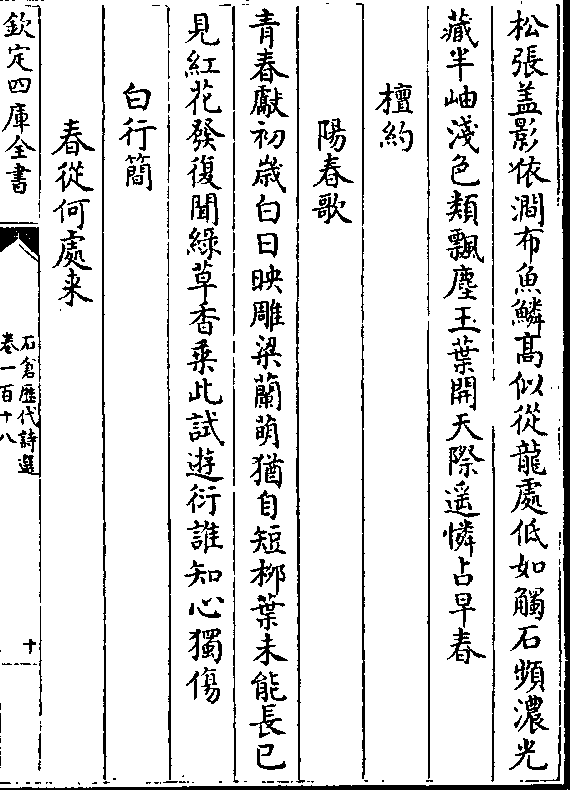 松張蓋影依澗布魚鱗高似從龍處低如觸石頻濃光
藏半岫淺色類飄塵玉葉開天際遥憐占早春
檀約
陽春歌
青春獻初歲白日映雕梁蘭萌猶自短柳葉未能長已
見紅花發復聞綠草香乗此試遊衍誰知心獨傷
白行簡
春從何處来
欽定四庫全書
石倉歷代詩選
卷一百十八
十